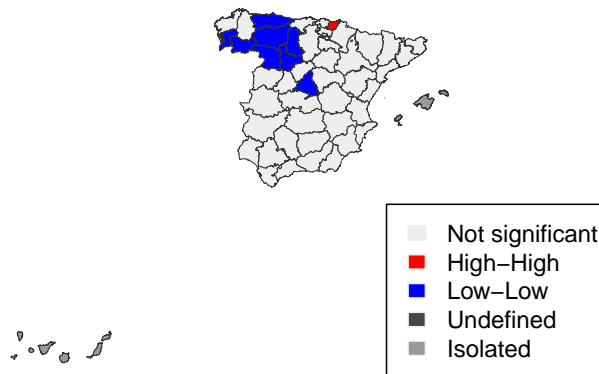 Not significant
High−High
Low−Low
Undefined
Isolated